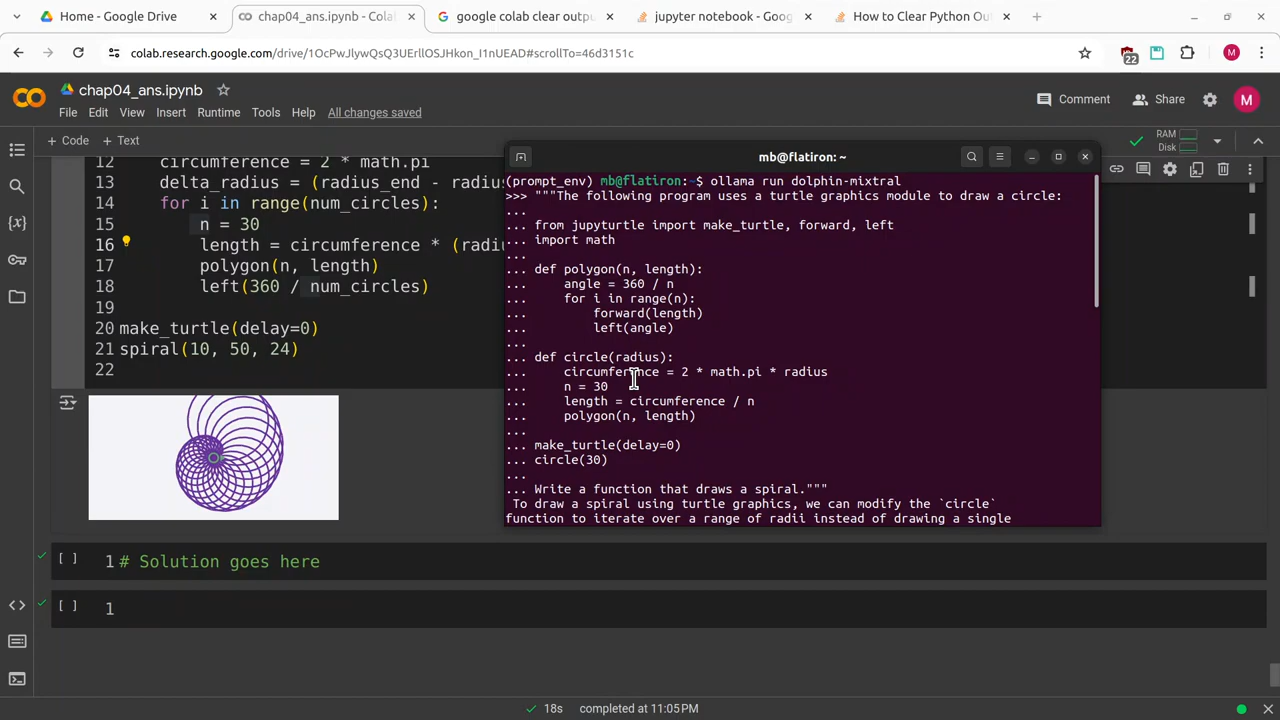 Home - Google Drive
chap04_ans.ipynb - Colab
google colab clear outpu
jupyter notebook - Goog
How to Clear Python Ou
colab.research.google.com/drive/1OcPwJlywQsQ3UErllOSJHkon_I1nUEAD#scrollTo=46d3151c
22
M
chap04_ans.ipynb
File Edit View Insert Runtime Tools Help All changes saved
Comment
Share
M
+ Code + Text
RAM
Disk
12 circumference = 2 * math.pi
13 delta_radius = (radius_end - radius
14 for i in range(num_circles):
15 n = 30
16 length = circumference * (radiu
17 polygon(n, length)
18 left(360 / num_circles)
19
20 make_turtle(delay=0)
21 spiral(10, 50, 24)
22
mb@flatiron: ~
(prompt_env) mb@flatiron:~$ ollama run dolphin-mixtral
>>> """The following program uses a turtle graphics module to draw a circle:
...
... from jupyturtle import make_turtle, forward, left
... import math
...
... def polygon(n, length):
... angle = 360 / n
... for i in range(n):
... forward(length)
... left(angle)
...
... def circle(radius):
... circumference = 2 * math.pi * radius
... n = 30
... length = circumference / n
... polygon(n, length)
...
... make_turtle(delay=0)
... circle(30)
...
... Write a function that draws a spiral."""
To draw a spiral using turtle graphics, we can modify the `circle`
function to iterate over a range of radii instead of drawing a single
[ ] 1 # Solution goes here
[ ] 1
18s completed at 11:05 PM